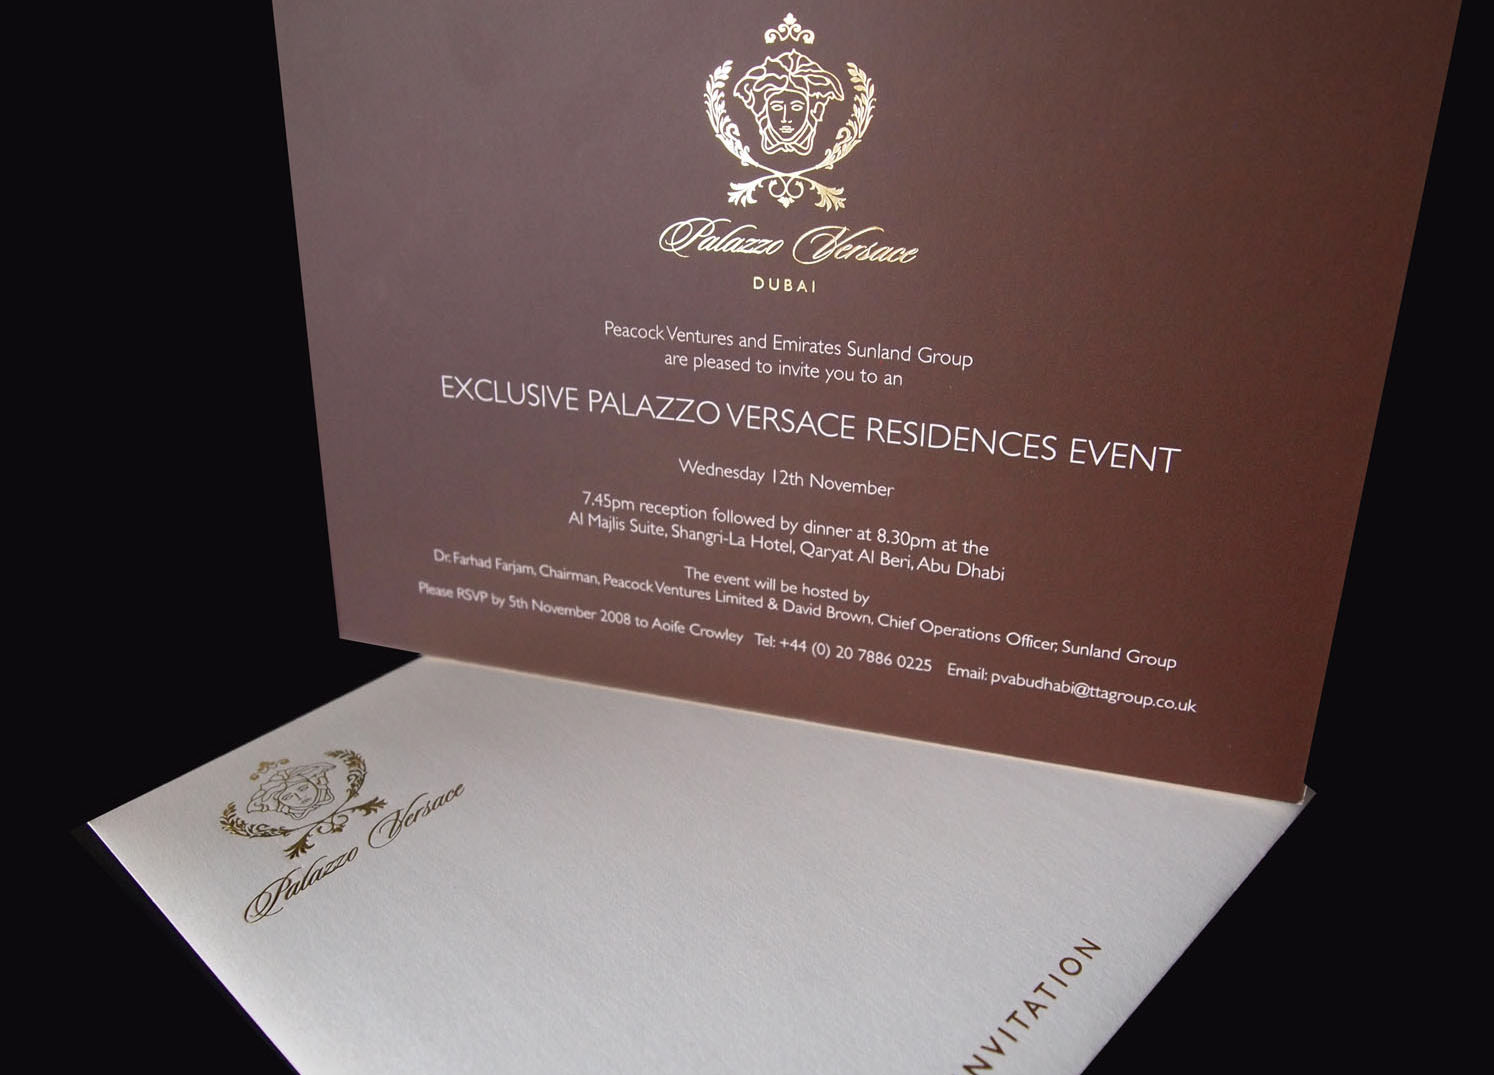 Palazzo Versace
DUBAI
Peacock Ventures and Emirates Sunland Group
are pleased to invite you to an
EXCLUSIVE PALAZZO VERSACE RESIDENCES EVENT
Wednesday 12th November
7.45pm reception followed by dinner at 8.30pm at the
Al Majlis Suite, Shangri-La Hotel, Qaryat Al Beri, Abu Dhabi
The event will be hosted by
Dr. Farhad Farjam, Chairman, Peacock Ventures Limited & David Brown, Chief Operations Officer, Sunland Group
Please RSVP by 5th November 2008 to Aoife Crowley Tel: +44 (0) 20 7886 0225 Email: pvabudhabi@ttagroup.co.uk
Palazzo Versace
NVITATION